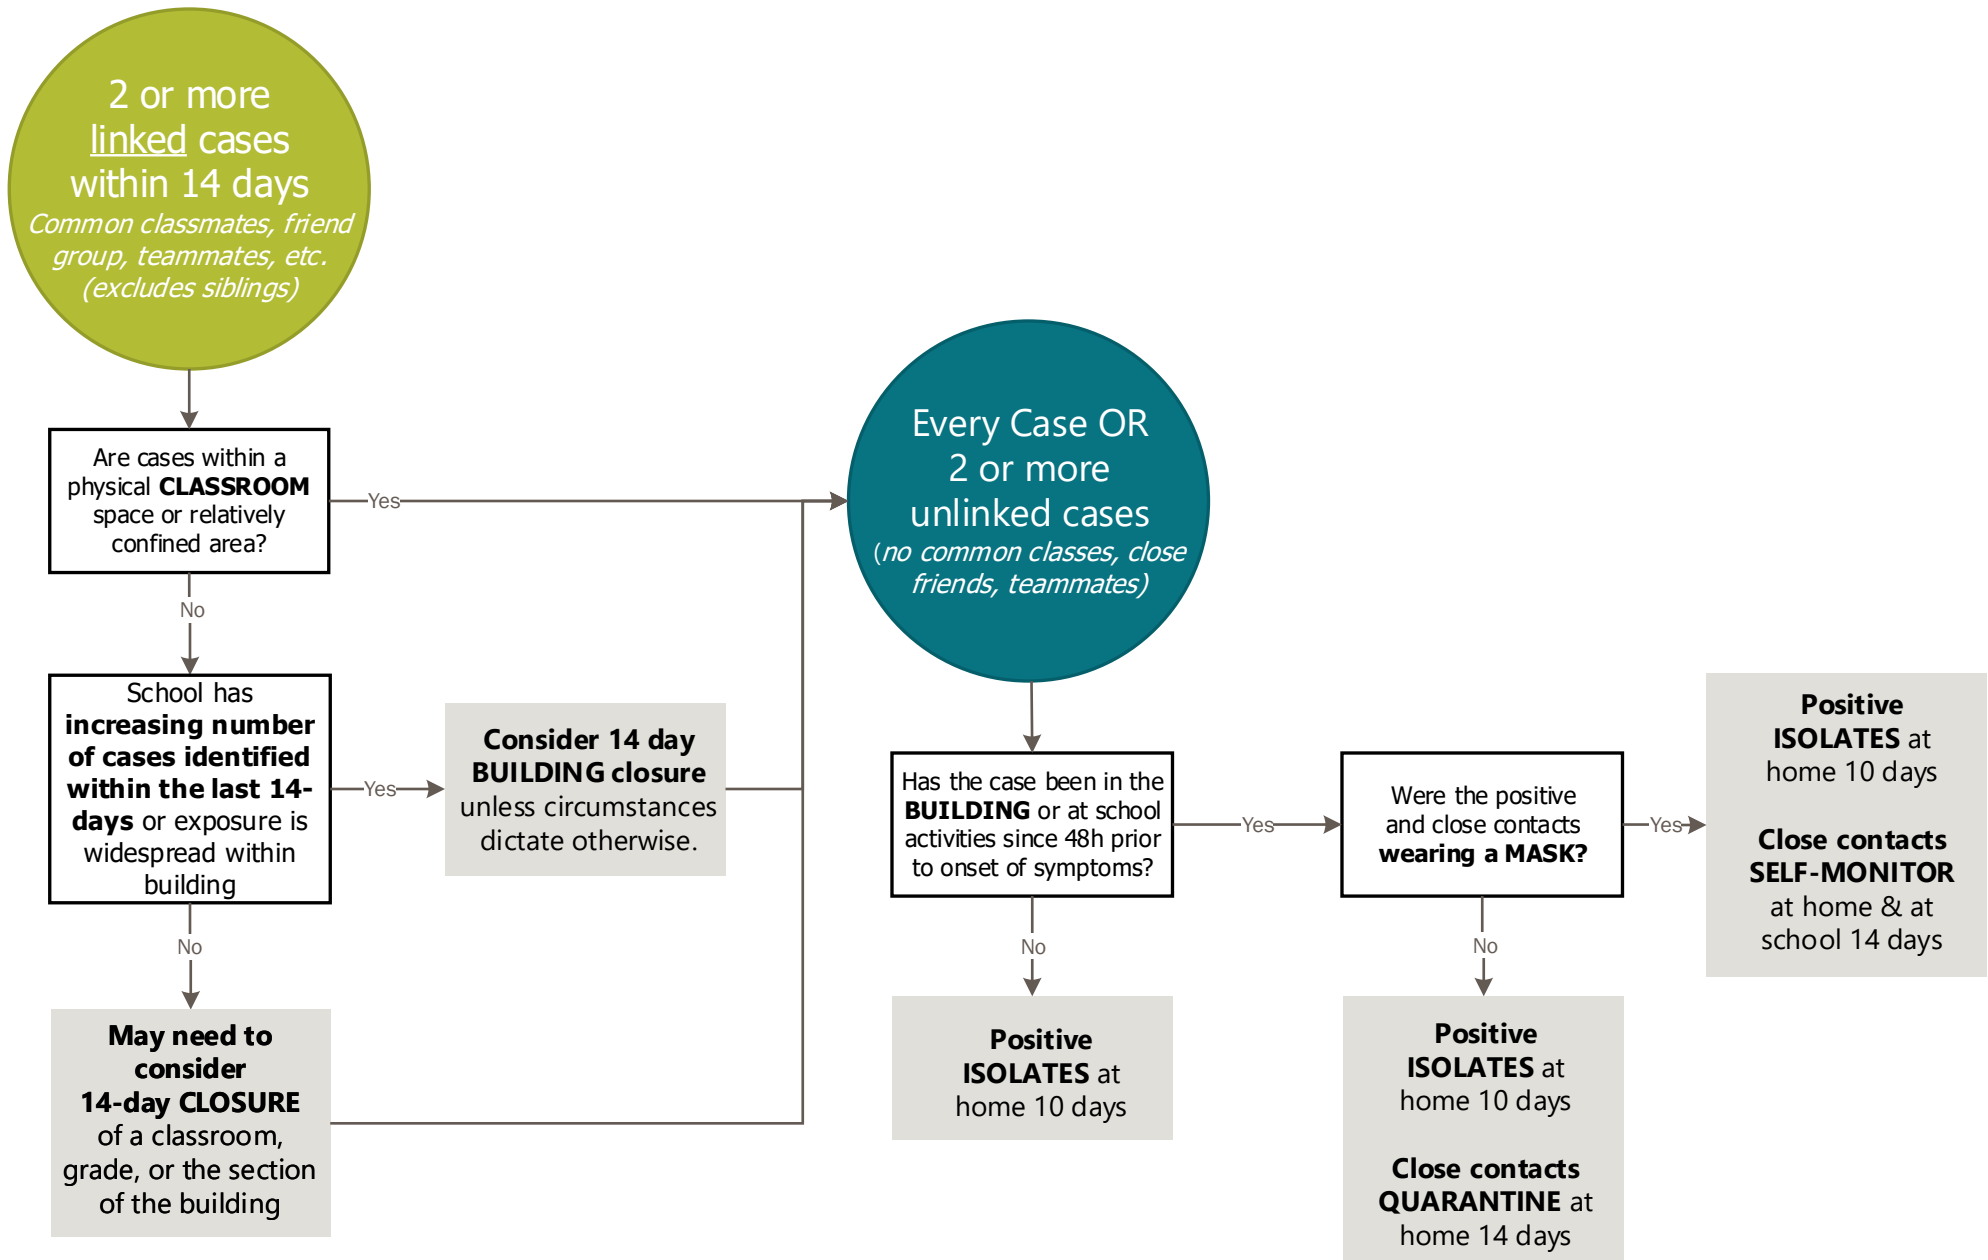 2 or more
linked cases
within 14 days
Common classmates, friend
group, teammates, etc.
(excludes siblings)
Are cases within a
physical CLASSROOM
space or relatively
confined area?
Yes
No
School has
increasing number
of cases identified
within the last 14-
days or exposure is
widespread within
building
Yes
No
Consider 14 day
BUILDING closure
unless circumstances
dictate otherwise.
May need to
consider
14-day CLOSURE
of a classroom,
grade, or the section
of the building
Every Case OR
2 or more
unlinked cases
(no common classes, close
friends, teammates)
Has the case been in the
BUILDING or at school
activities since 48h prior
to onset of symptoms?
Yes
No
Positive
ISOLATES at
home 10 days
Were the positive
and close contacts
wearing a MASK?
Yes
No
Positive
ISOLATES at
home 10 days
Close contacts
QUARANTINE at
home 14 days
Positive
ISOLATES at
home 10 days
Close contacts
SELF-MONITOR
at home & at
school 14 days